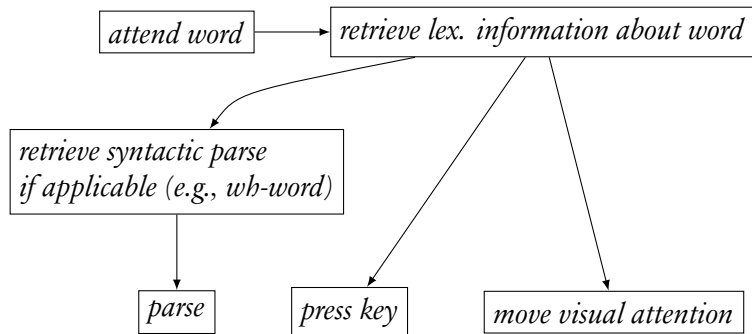 attend word
retrieve lex. information about word
retrieve syntactic parse
if applicable (e.g., wh-word)
parse
press key
move visual attention